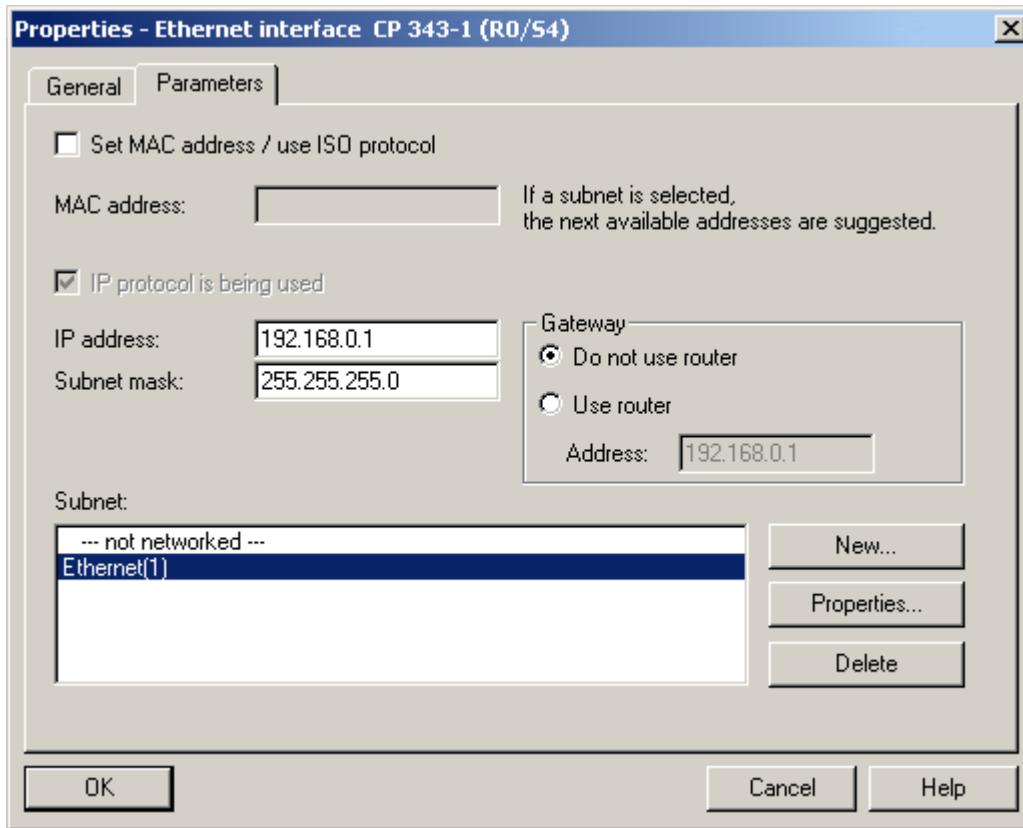 Properties - Ethernet interface CP 343-1 (R0/S4)
General
Parameters
Set MAC address / use ISO protocol
MAC address:
If a subnet is selected,
the next available addresses are suggested.
IP protocol is being used
IP address:
192.168.0.1
Subnet mask:
255.255.255.0
Gateway
Do not use router
Use router
Address:
192.168.0.1
Subnet:
--- not networked ---
Ethernet(1)
New...
Properties...
Delete
OK
Cancel
Help